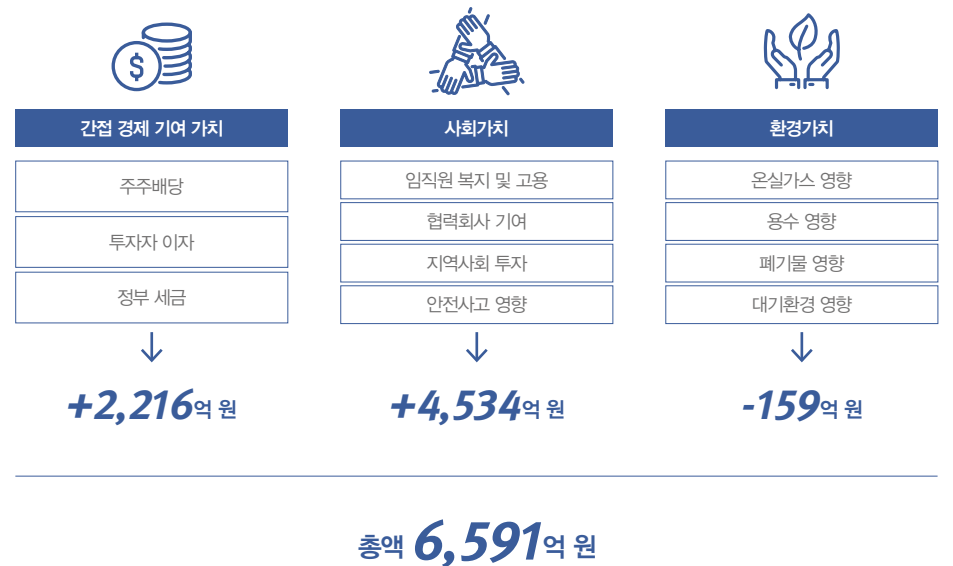 $
간접 경제 기여 가치
주주배당
투자자 이자
정부 세금
+2,216억 원
사회가치
임직원 복지 및 고용
협력회사 기여
지역사회 투자
안전사고 영향
+4,534억 원
환경가치
온실가스 영향
용수 영향
폐기물 영향
대기환경 영향
-159억 원
총액 6,591억 원